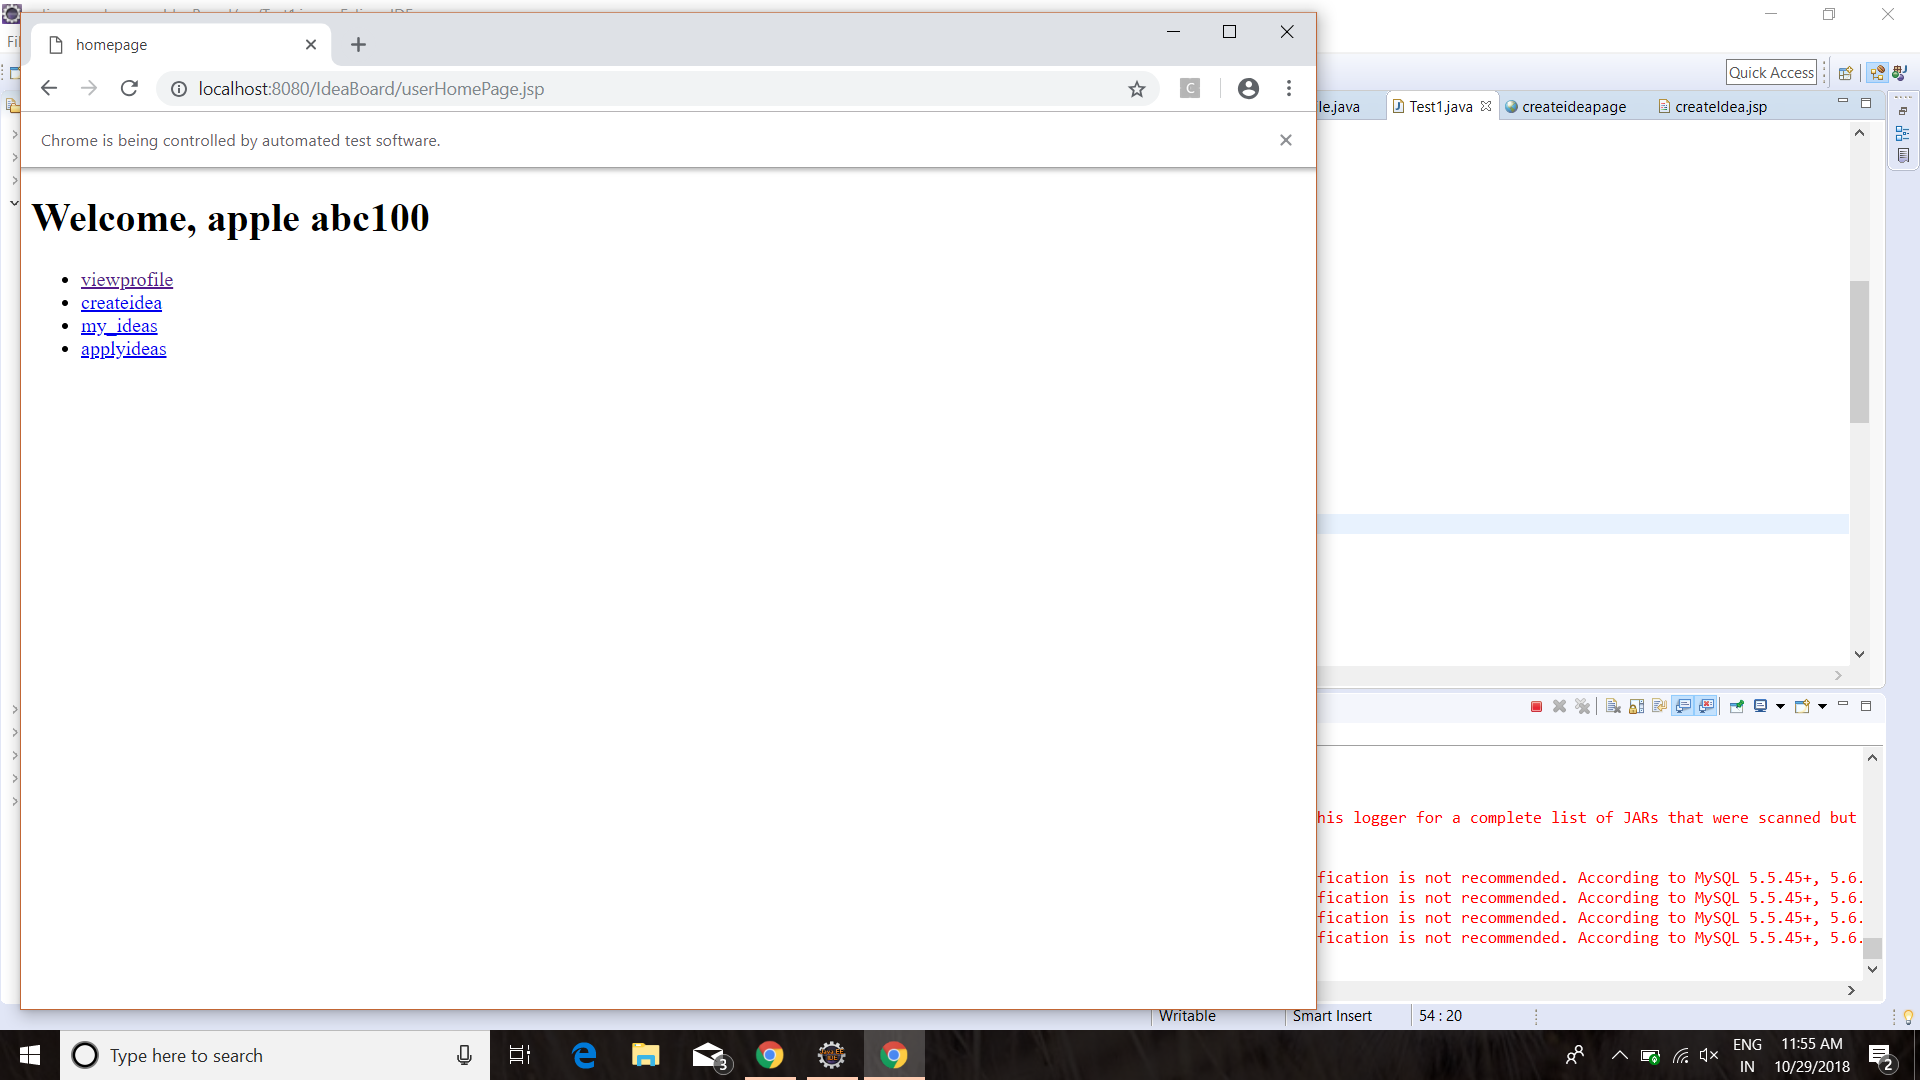 homepage
localhost:8080/IdeaBoard/userHomePage.jsp
C
Chrome is being controlled by automated test software.
Welcome, apple abc100
viewprofile
createidea
my_ideas
applyideas
Quick Access
le.java
Test1.java
createideapage
createIdea.jsp
his logger for a complete list of JARs that were scanned but
fication is not recommended. According to MySQL 5.5.45+, 5.6.
fication is not recommended. According to MySQL 5.5.45+, 5.6.
fication is not recommended. According to MySQL 5.5.45+, 5.6.
fication is not recommended. According to MySQL 5.5.45+, 5.6.
Writable
Smart Insert
54 : 20
Type here to search
3
ENG
IN
11:55 AM
10/29/2018
2